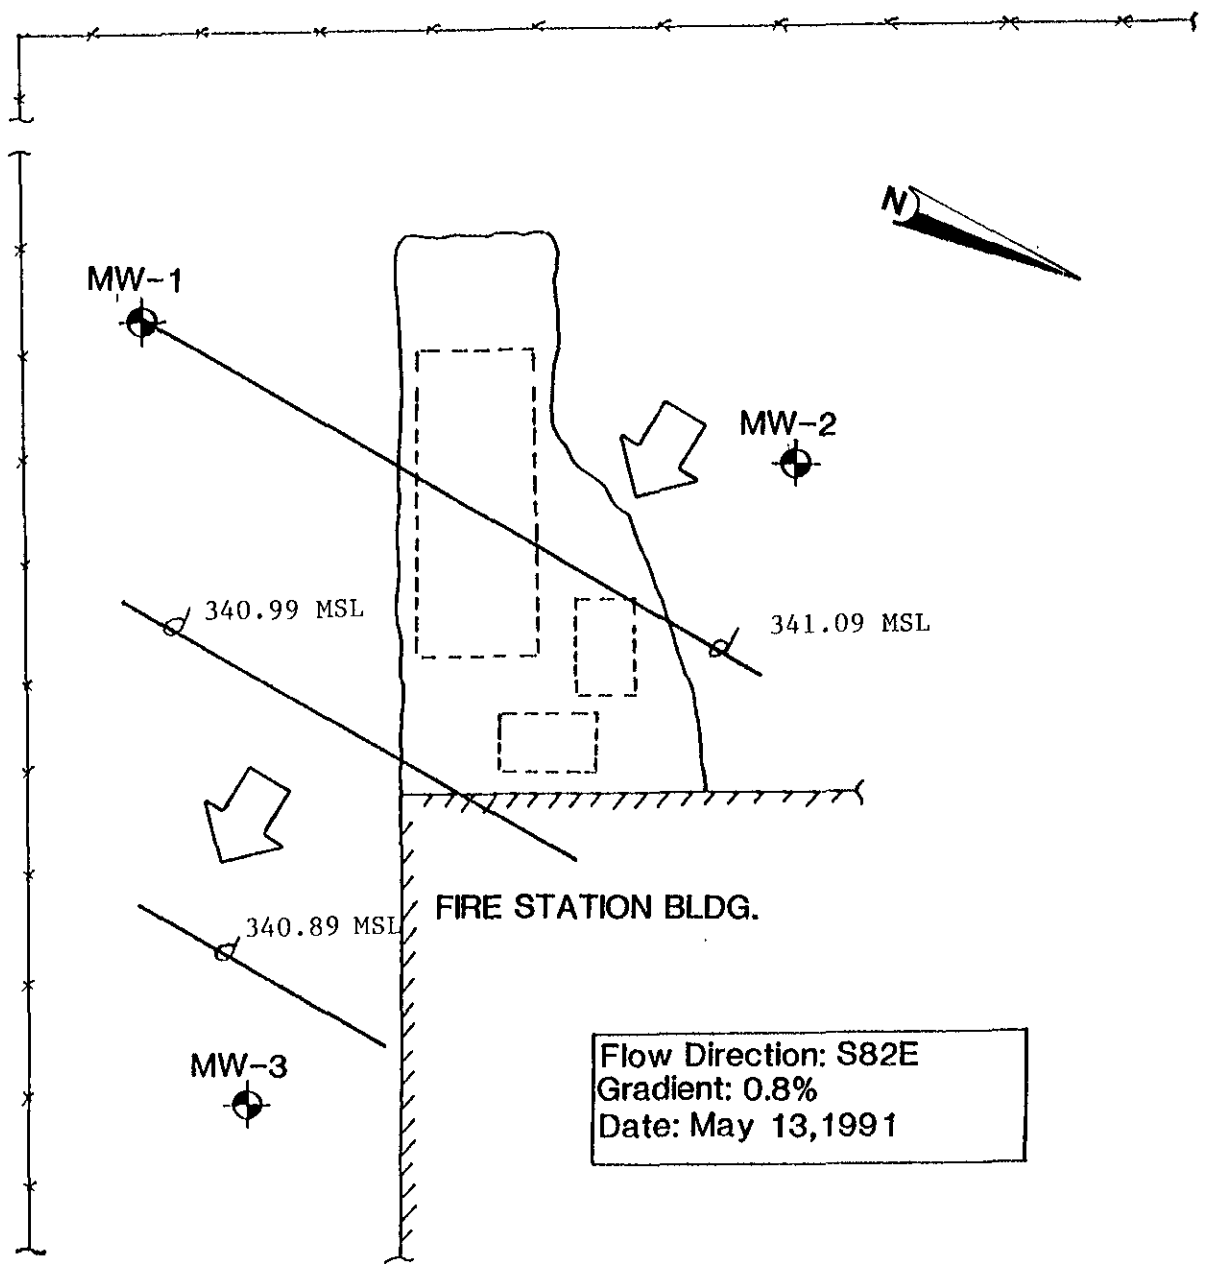 N
MW-1
MW-2
340.99 MSL
341.09 MSL
FIRE STATION BLDG.
340.89 MSL
MW-3
Flow Direction: S82E
Gradient: 0.8%
Date: May 13,1991